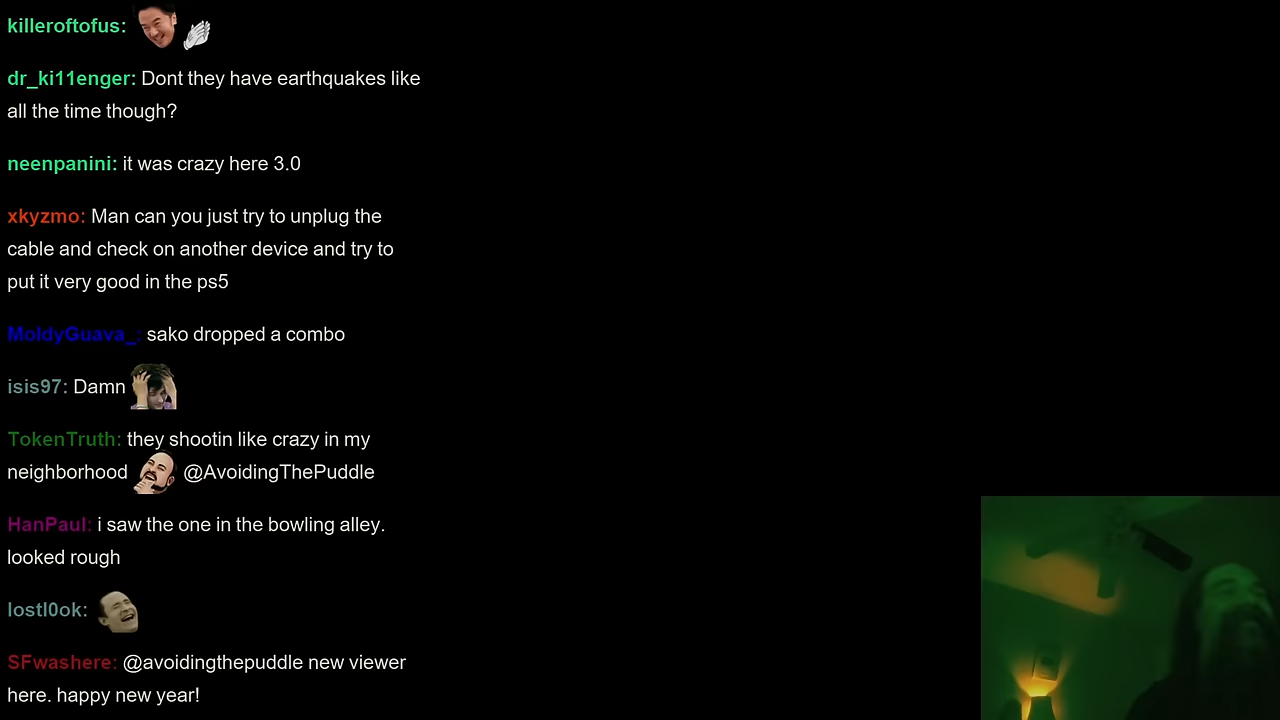 killeroftofus:
dr_ki11enger: Dont they have earthquakes like
all the time though?
neenpanini: it was crazy here 3.0
xkyzmo: Man can you just try to unplug the
cable and check on another device and try to
put it very good in the ps5
MoldyGuava_: sako dropped a combo
isis97: Damn
TokenTruth: they shootin like crazy in my
neighborhood @AvoidingThePuddle
HanPaul: i saw the one in the bowling alley.
looked rough
lostl0ok:
SFwashere: @avoidingthepuddle new viewer
here. happy new year!